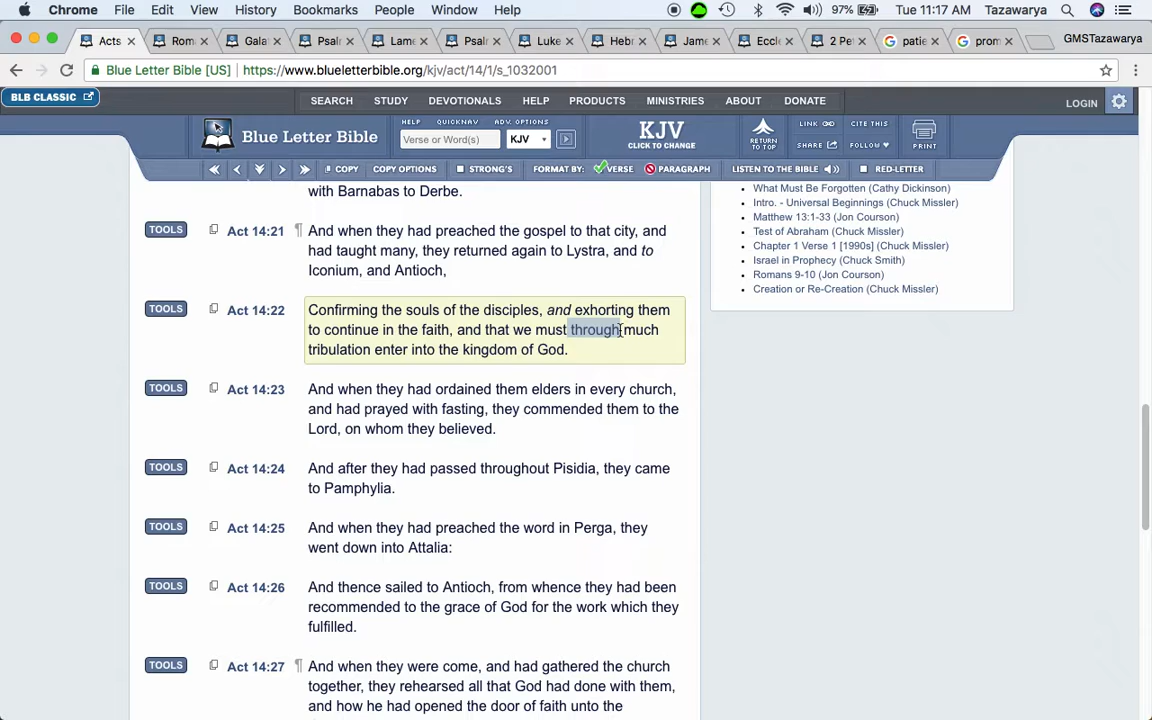 Chrome File Edit View History Bookmarks People Window Help 97% Tue 11:17 AM Tazawarya
Acts Rom Gala Psalr Lame Psalr Luke Hebr Jame Eccle 2 Pet patie prom GMSTazawarya
Blue Letter Bible [US] https://www.blueletterbible.org/kjv/act/14/1/s_1032001
BLB CLASSIC SEARCH STUDY DEVOTIONALS HELP PRODUCTS MINISTRIES ABOUT DONATE LOGIN
HELP QUICKNAV ADV. OPTIONS
Blue Letter Bible Verse or Word(s) KJV
KJV
CLICK TO CHANGE
RETURN
TO TOP
LINK CITE THIS
SHARE FOLLOW PRINT
COPY COPY OPTIONS STRONG'S FORMAT BY: VERSE PARAGRAPH LISTEN TO THE BIBLE RED-LETTER
with Barnabas to Derbe.
TOOLS Act 14:21 ¶ And when they had preached the gospel to that city, and
had taught many, they returned again to Lystra, and to
Iconium, and Antioch,
TOOLS Act 14:22 Confirming the souls of the disciples, and exhorting them
to continue in the faith, and that we must through much
tribulation enter into the kingdom of God.
TOOLS Act 14:23 And when they had ordained them elders in every church,
and had prayed with fasting, they commended them to the
Lord, on whom they believed.
TOOLS Act 14:24 And after they had passed throughout Pisidia, they came
to Pamphylia.
TOOLS Act 14:25 And when they had preached the word in Perga, they
went down into Attalia:
TOOLS Act 14:26 And thence sailed to Antioch, from whence they had been
recommended to the grace of God for the work which they
fulfilled.
TOOLS Act 14:27 ¶ And when they were come, and had gathered the church
together, they rehearsed all that God had done with them,
and how he had opened the door of faith unto the
What Must Be Forgotten (Cathy Dickinson)
Intro. - Universal Beginnings (Chuck Missler)
Matthew 13:1-33 (Jon Courson)
Test of Abraham (Chuck Missler)
Chapter 1 Verse 1 [1990s] (Chuck Missler)
Israel in Prophecy (Chuck Smith)
Romans 9-10 (Jon Courson)
Creation or Re-Creation (Chuck Missler)